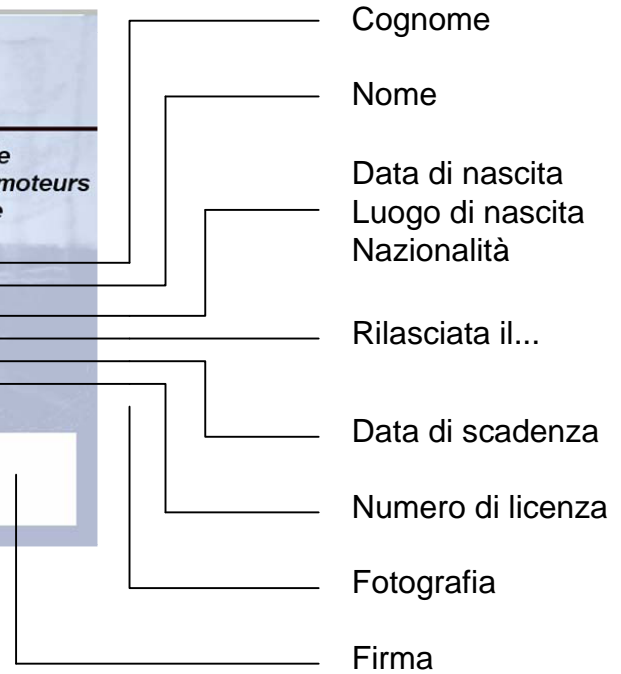 Cognome
Nome
e
moteurs
e
Data di nascita
Luogo di nascita
Nazionalità
Rilasciata il...
Data di scadenza
Numero di licenza
Fotografia
Firma